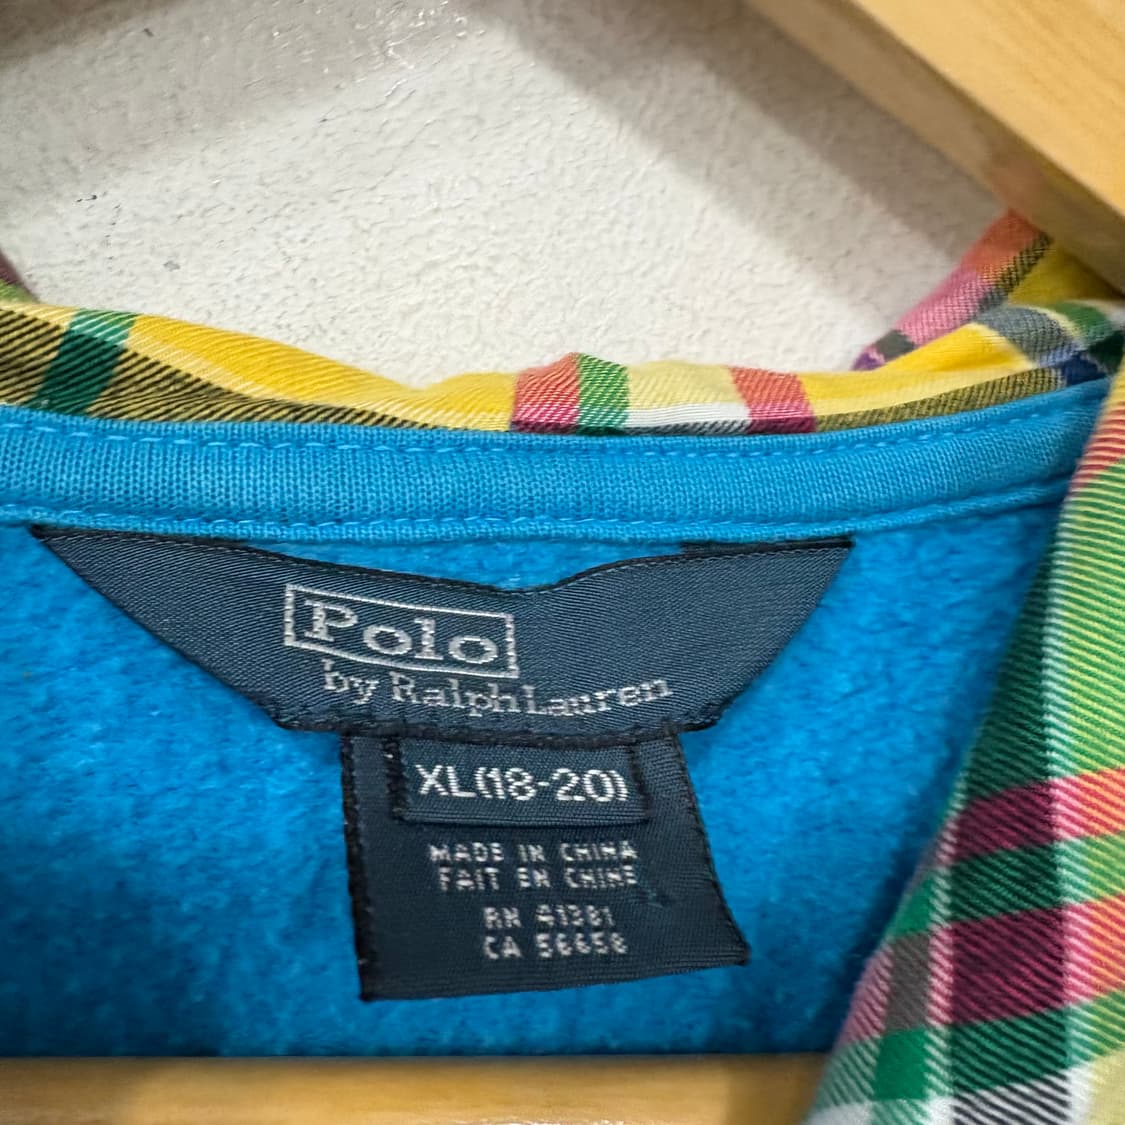 Polo
by Ralph Lauren
XL(18-20)
MADE IN CHINA
FAIT EN CHINE
RN 41381
CA 56658